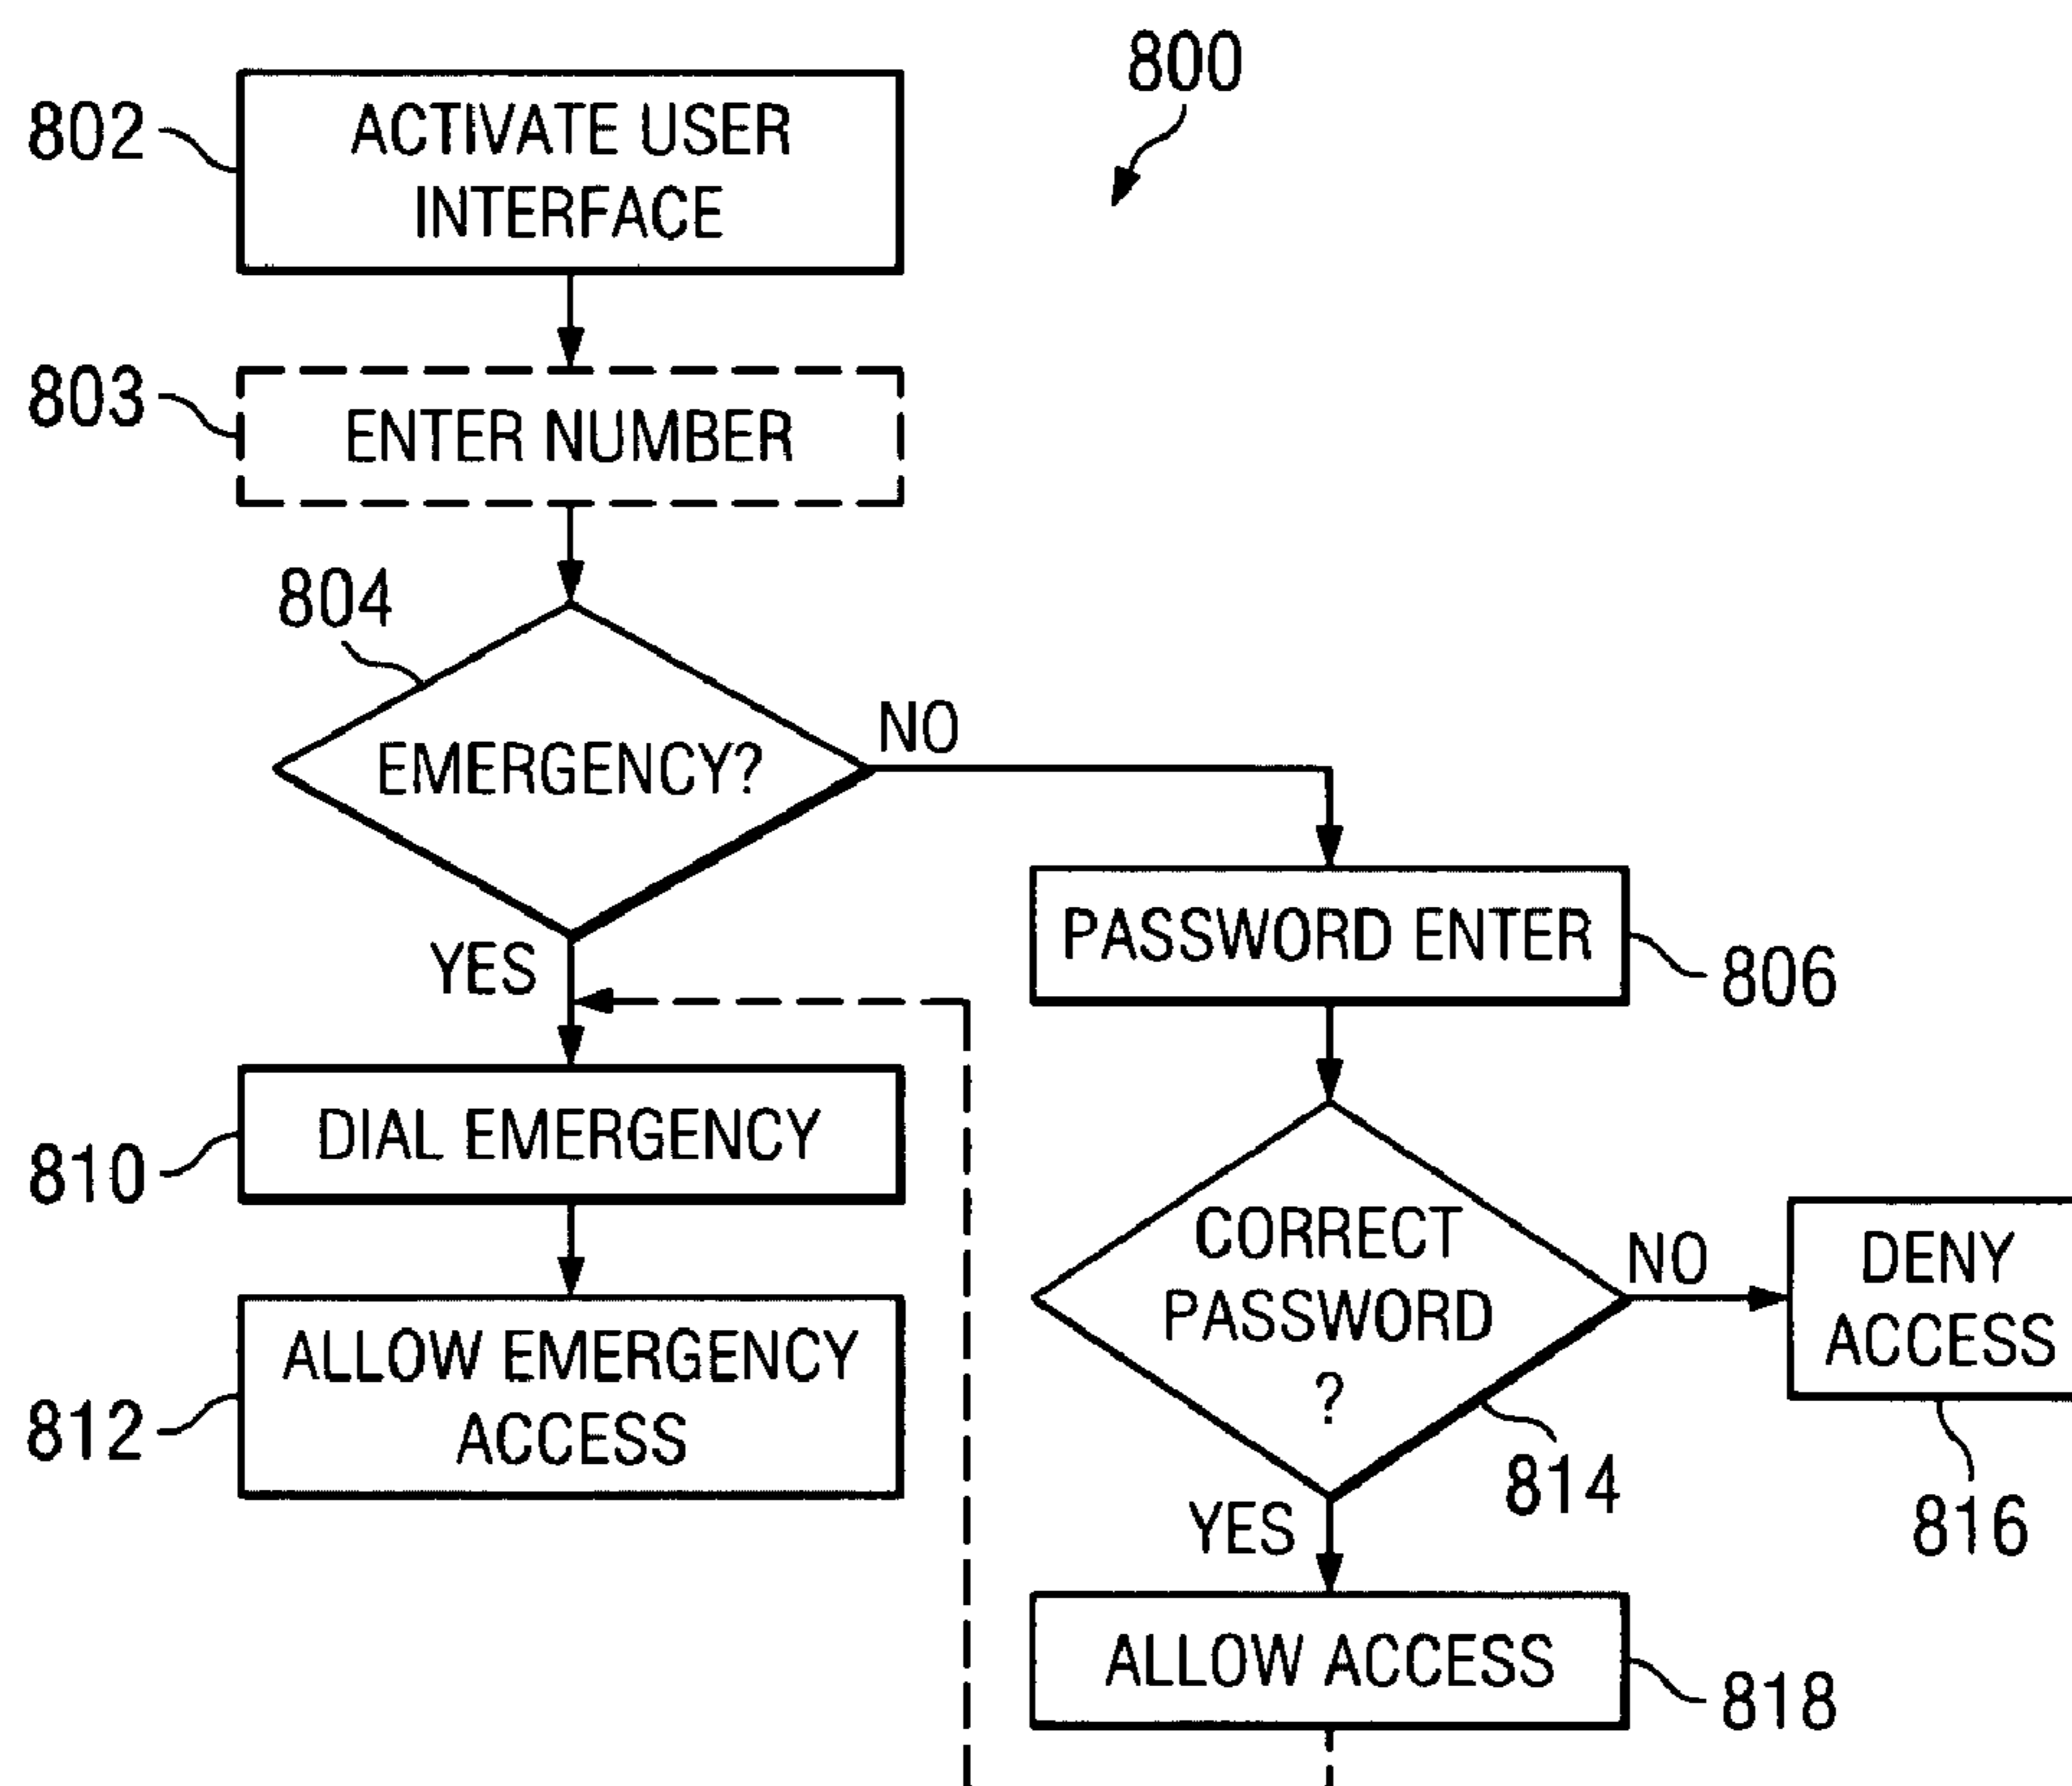 800
802
ACTIVATE USER
INTERFACE
803
ENTER NUMBER
804
EMERGENCY?
NO
YES
PASSWORD ENTER
806
810
DIAL EMERGENCY
CORRECT
PASSWORD
?
NO
DENY
ACCESS
812
ALLOW EMERGENCY
ACCESS
814
816
YES
ALLOW ACCESS
818